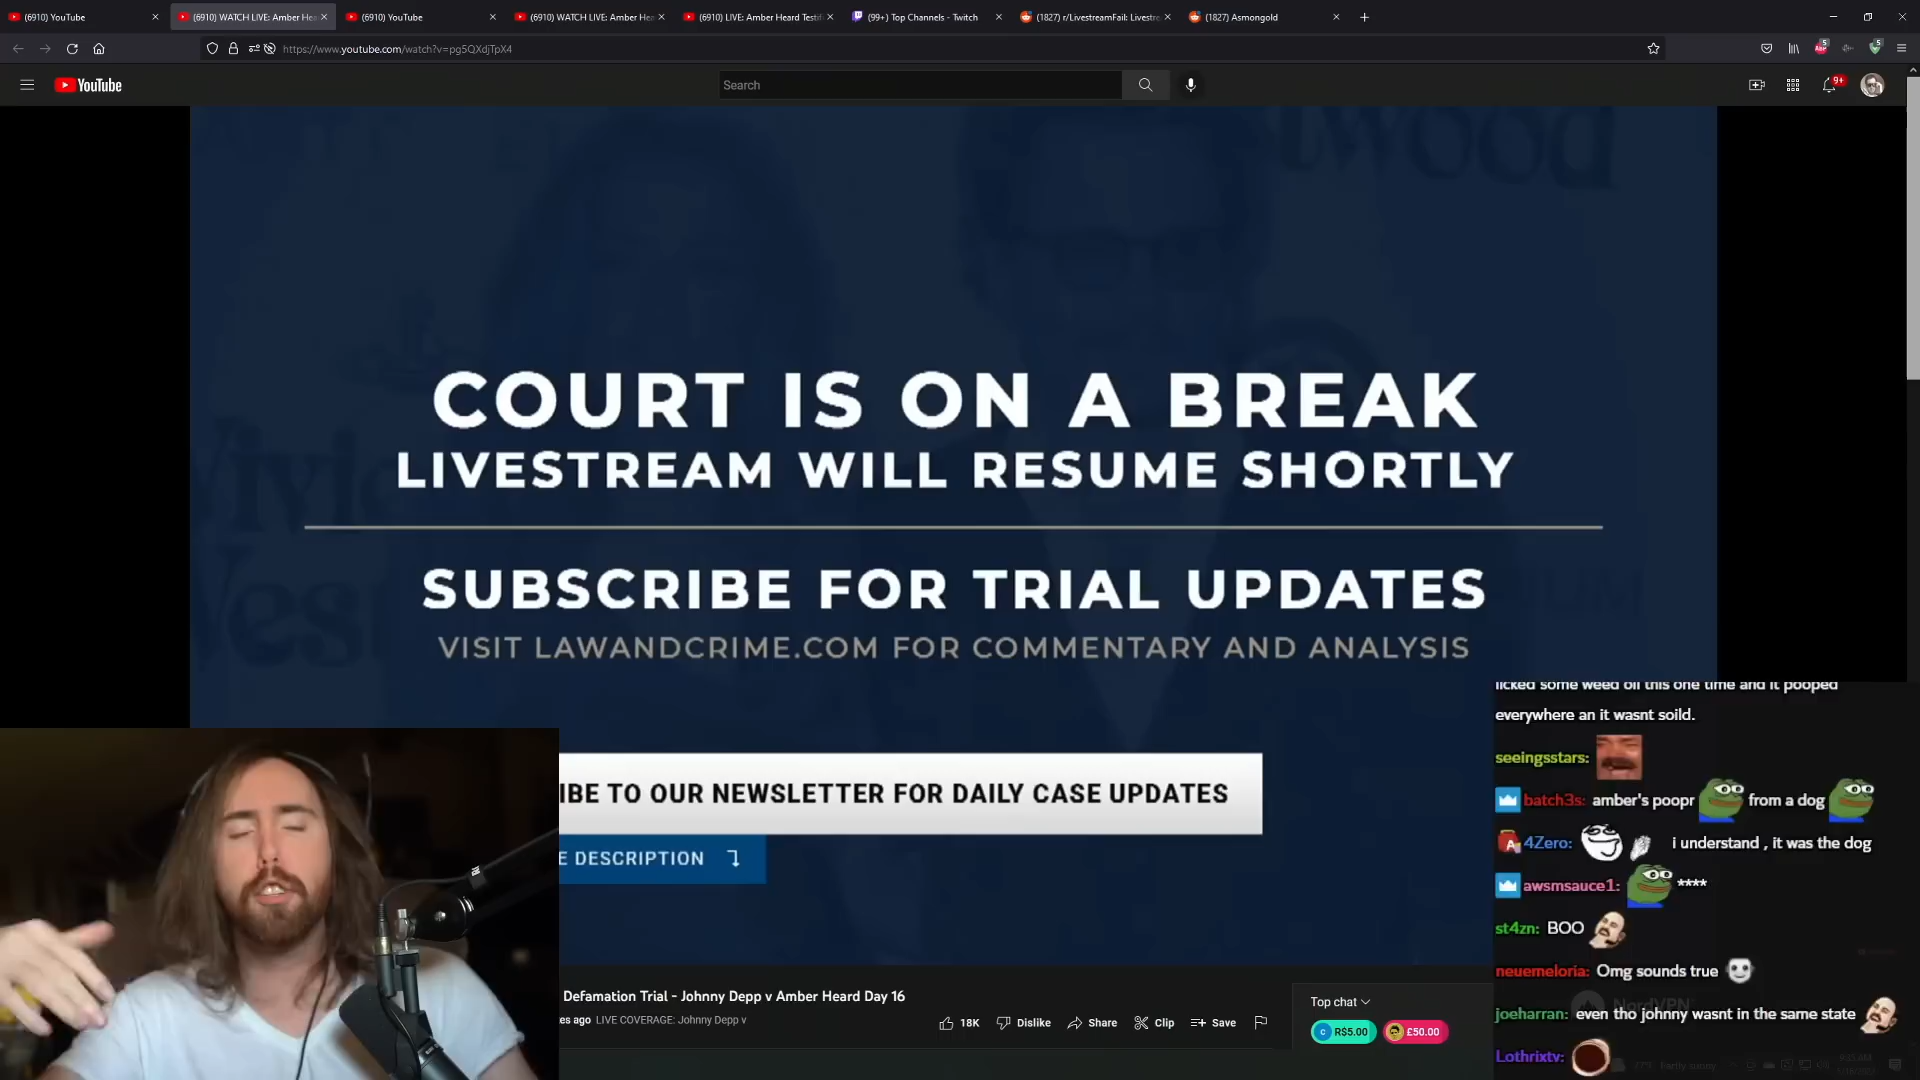 (6910) YouTube
(6910) WATCH LIVE: Amber Hea
(6910) YouTube
(6910) WATCH LIVE: Amber Hea
(6910) LIVE: Amber Heard Testifi
(99+) Top Channels - Twitch
(1827) r/LivestreamFail: Livestre
(1827) Asmongold
https://www.youtube.com/watch?v=pg5QXdjTpX4
5
5
YouTube
Search
9+
COURT IS ON A BREAK
LIVESTREAM WILL RESUME SHORTLY
SUBSCRIBE FOR TRIAL UPDATES
VISIT LAWANDCRIME.COM FOR COMMENTARY AND ANALYSIS
IBE TO OUR NEWSLETTER FOR DAILY CASE UPDATES
E DESCRIPTION
Defamation Trial - Johnny Depp v Amber Heard Day 16
es ago LIVE COVERAGE: Johnny Depp v
18K
Dislike
Share
Clip
Save
Top chat
C R$5.00
£50.00
licked some weed oil this one time and it pooped
everywhere an it wasnt soild.
seeingsstars:
batch3s: amber's poopr from a dog
4Zero: i understand , it was the dog
awsmsauce1: ****
st4zn: BOO
neuemeloria: Omg sounds true
NordVPN
joeharran: even tho johnny wasnt in the same state
Lothrixtv: